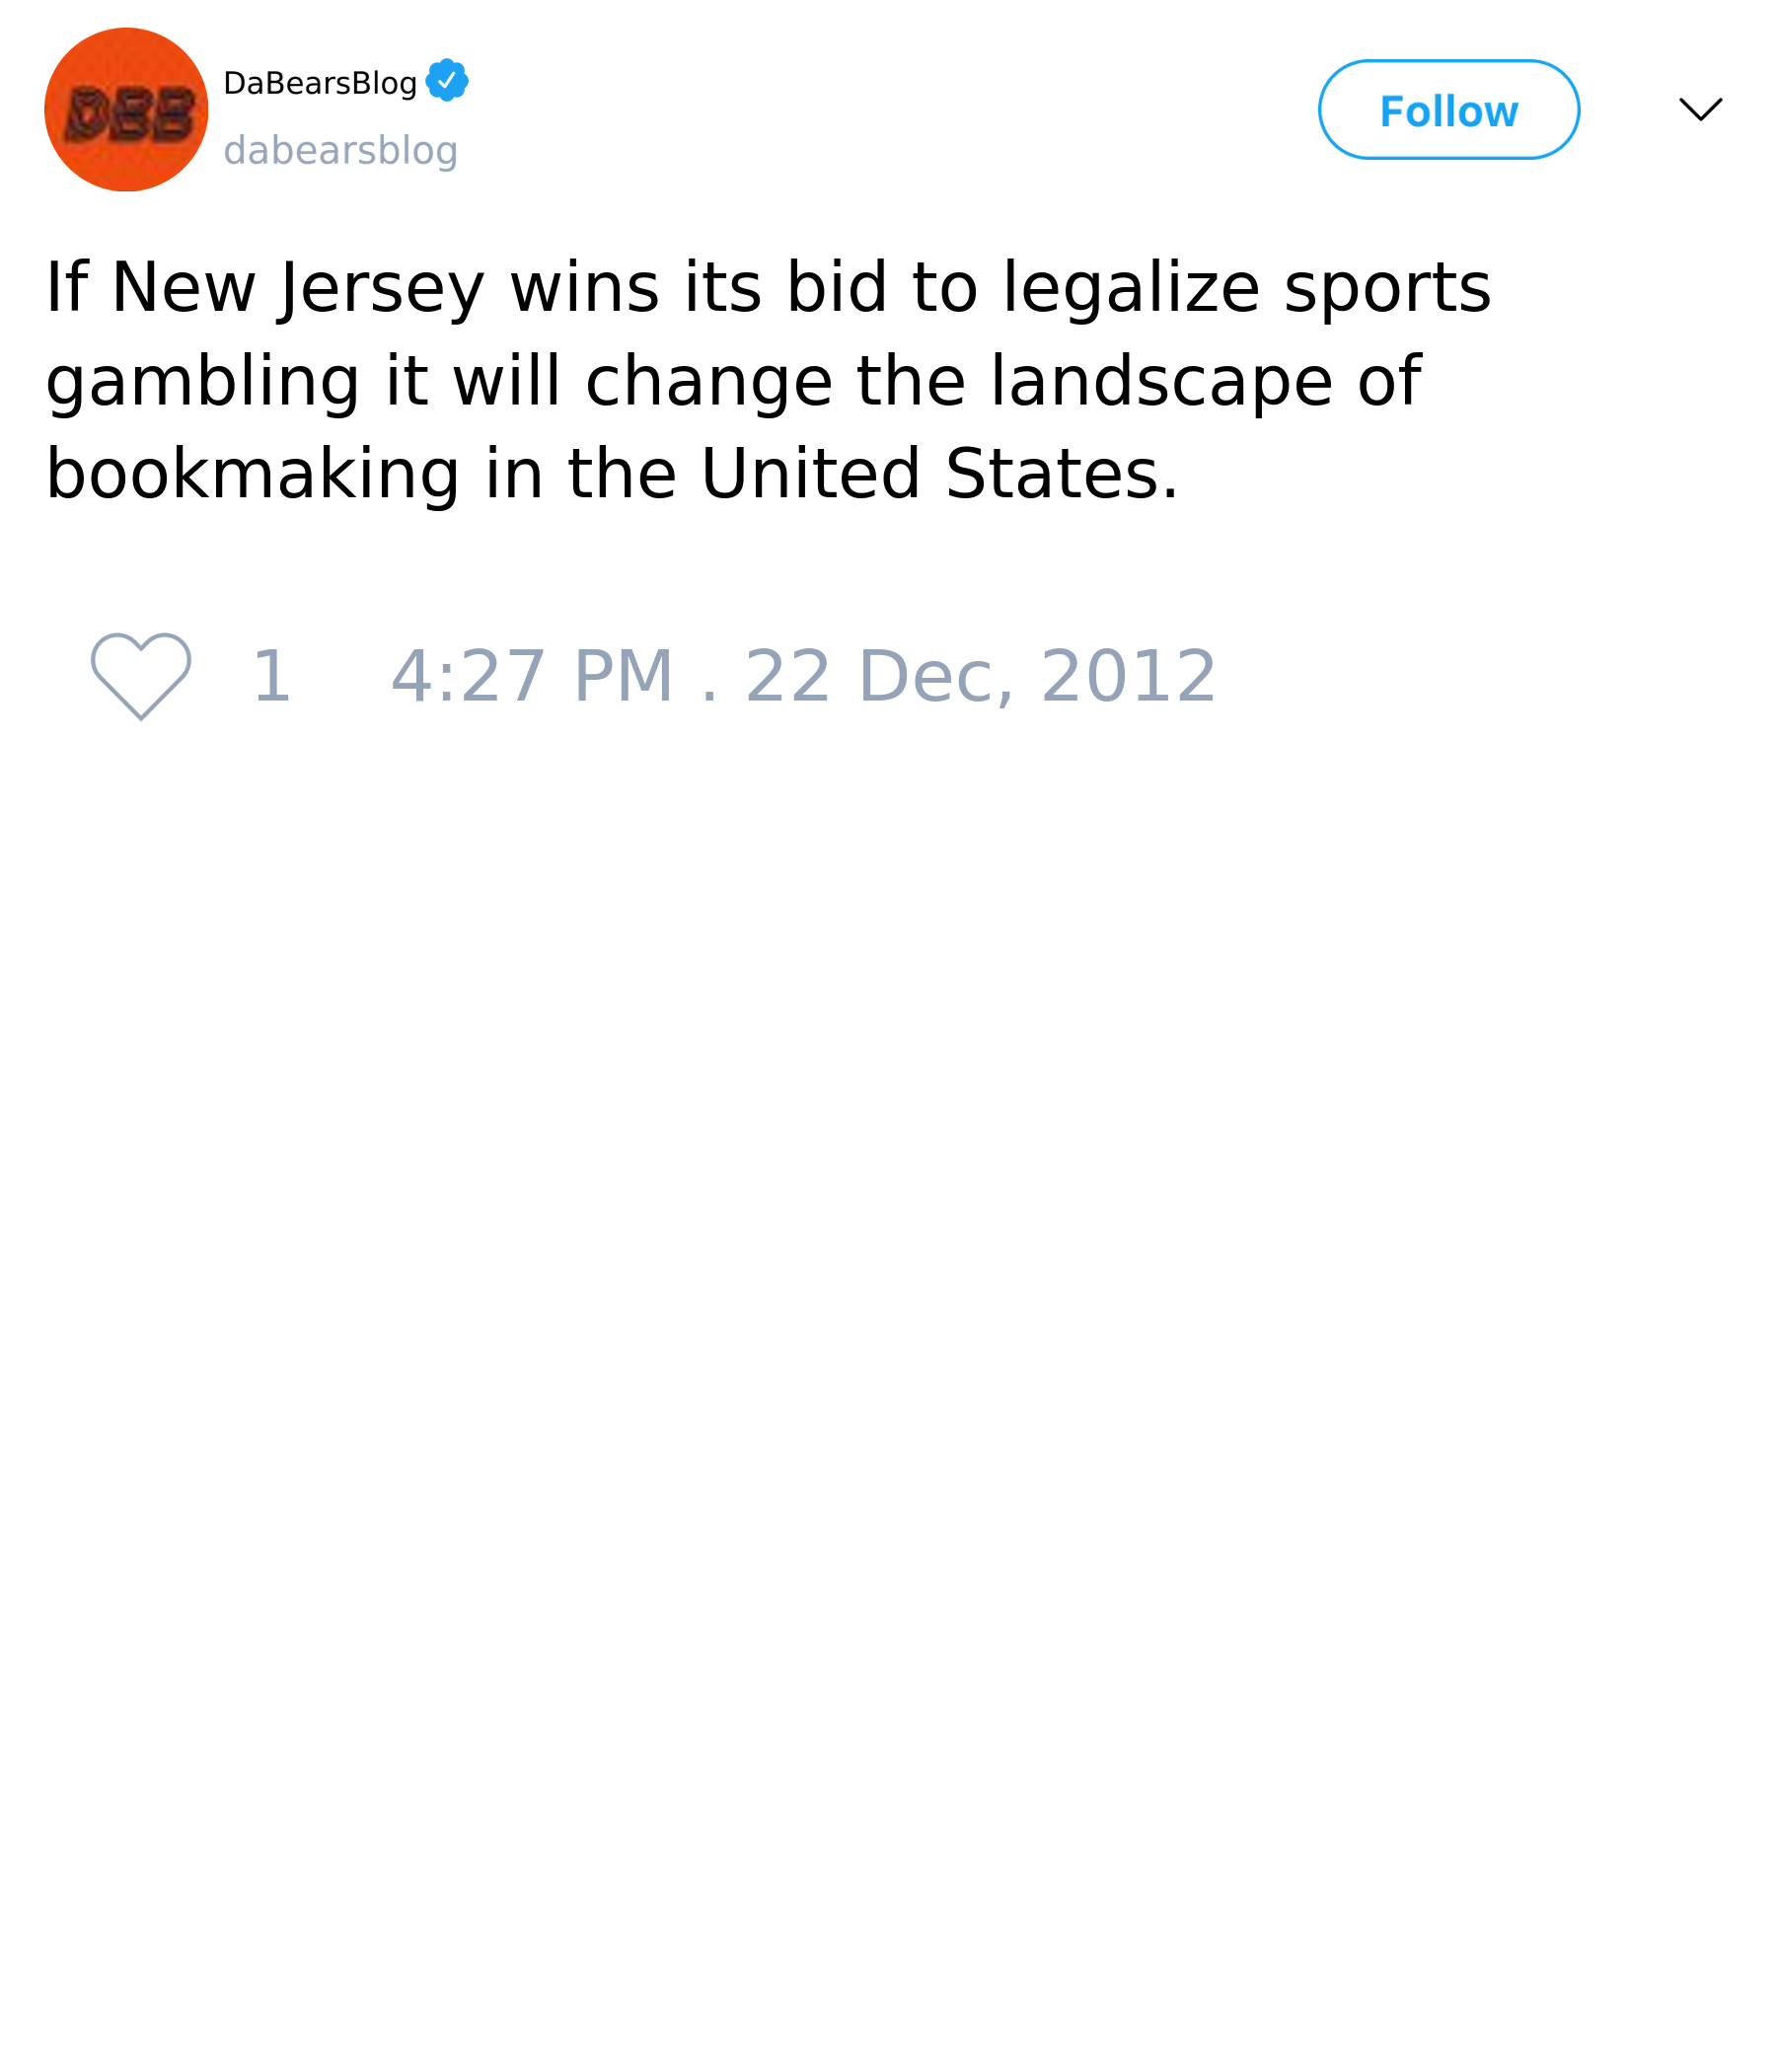 DBB
DaBearsBlog
dabearsblog
Follow
If New Jersey wins its bid to legalize sports
gambling it will change the landscape of
bookmaking in the United States.
1 4:27 PM . 22 Dec, 2012